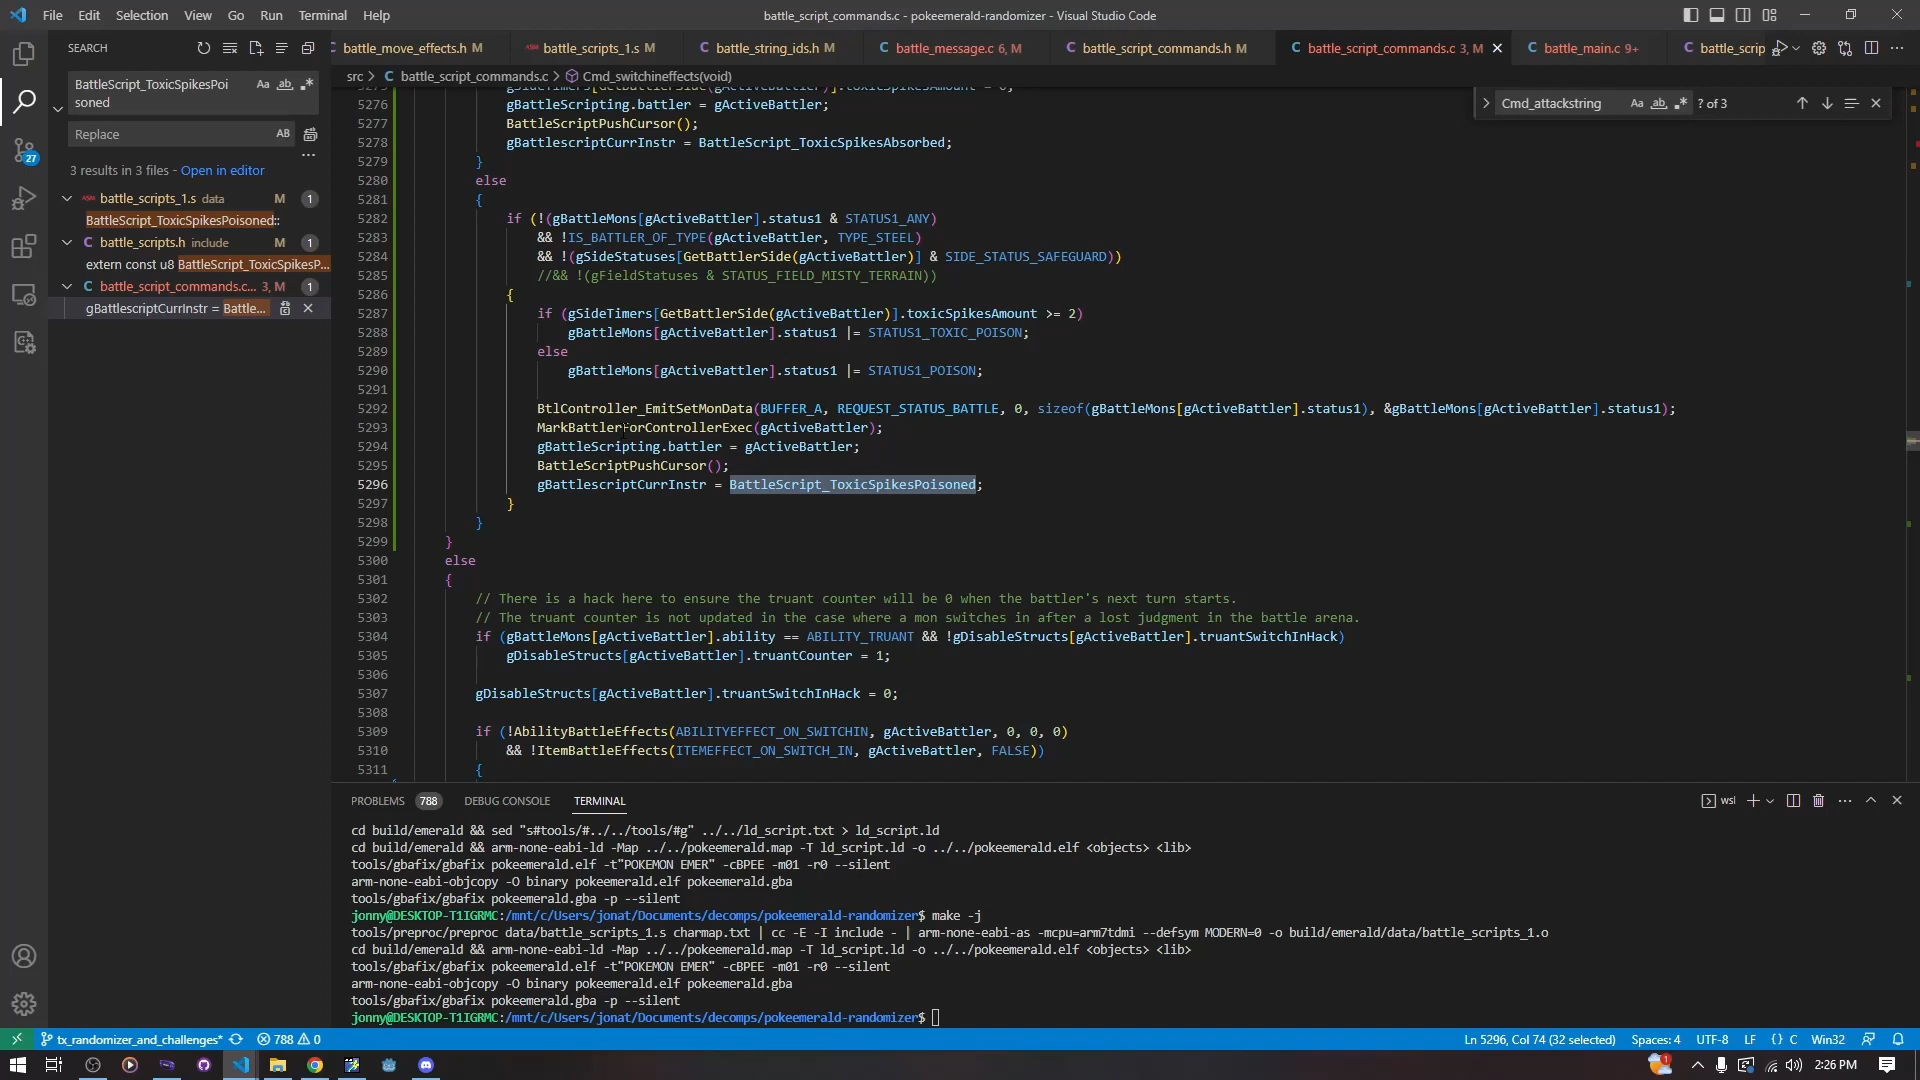 File Edit Selection View Go Run Terminal Help
battle_script_commands.c - pokeemerald-randomizer - Visual Studio Code
SEARCH
battle_move_effects.h M battle_scripts_1.s M battle_string_ids.h M battle_message.c 6, M battle_script_commands.h M battle_script_commands.c 3, M battle_main.c 9+ battle_scrip
BattleScript_ToxicSpikesPoi
soned
Replace
3 results in 3 files - Open in editor
battle_scripts_1.s data M 1
BattleScript_ToxicSpikesPoisoned::
battle_scripts.h include M 1
extern const u8 BattleScript_ToxicSpikesP...
battle_script_commands.c... 3, M 1
gBattlescriptCurrInstr = Battle...
27
src > battle_script_commands.c > Cmd_switchineffects(void)
Cmd_attackstring ? of 3
5276 gBattleScripting.battler = gActiveBattler;
5277 BattleScriptPushCursor();
5278 gBattlescriptCurrInstr = BattleScript_ToxicSpikesAbsorbed;
5279 }
5280 else
5281 {
5282 if (!(gBattleMons[gActiveBattler].status1 & STATUS1_ANY)
5283 && !IS_BATTLER_OF_TYPE(gActiveBattler, TYPE_STEEL)
5284 && !(gSideStatuses[GetBattlerSide(gActiveBattler)] & SIDE_STATUS_SAFEGUARD))
5285 //&& !(gFieldStatuses & STATUS_FIELD_MISTY_TERRAIN))
5286 {
5287 if (gSideTimers[GetBattlerSide(gActiveBattler)].toxicSpikesAmount >= 2)
5288 gBattleMons[gActiveBattler].status1 |= STATUS1_TOXIC_POISON;
5289 else
5290 gBattleMons[gActiveBattler].status1 |= STATUS1_POISON;
5291
5292 BtlController_EmitSetMonData(BUFFER_A, REQUEST_STATUS_BATTLE, 0, sizeof(gBattleMons[gActiveBattler].status1), &gBattleMons[gActiveBattler].status1);
5293 MarkBattlerForControllerExec(gActiveBattler);
5294 gBattleScripting.battler = gActiveBattler;
5295 BattleScriptPushCursor();
5296 gBattlescriptCurrInstr = BattleScript_ToxicSpikesPoisoned;
5297 }
5298 }
5299 }
5300 else
5301 {
5302 // There is a hack here to ensure the truant counter will be 0 when the battler's next turn starts.
5303 // The truant counter is not updated in the case where a mon switches in after a lost judgment in the battle arena.
5304 if (gBattleMons[gActiveBattler].ability == ABILITY_TRUANT && !gDisableStructs[gActiveBattler].truantSwitchInHack)
5305 gDisableStructs[gActiveBattler].truantCounter = 1;
5306
5307 gDisableStructs[gActiveBattler].truantSwitchInHack = 0;
5308
5309 if (!AbilityBattleEffects(ABILITYEFFECT_ON_SWITCHIN, gActiveBattler, 0, 0, 0)
5310 && !ItemBattleEffects(ITEMEFFECT_ON_SWITCH_IN, gActiveBattler, FALSE))
5311 {
PROBLEMS 788 DEBUG CONSOLE TERMINAL wsl
cd build/emerald && sed "s#tools/#../../tools/#g" ../../ld_script.txt > ld_script.ld
cd build/emerald && arm-none-eabi-ld -Map ../../pokeemerald.map -T ld_script.ld -o ../../pokeemerald.elf <objects> <lib>
tools/gbafix/gbafix pokeemerald.elf -t"POKEMON EMER" -cBPEE -m01 -r0 --silent
arm-none-eabi-objcopy -O binary pokeemerald.elf pokeemerald.gba
tools/gbafix/gbafix pokeemerald.gba -p --silent
jonny@DESKTOP-T1IGRMC:/mnt/c/Users/jonat/Documents/decomps/pokeemerald-randomizer$ make -j
tools/preproc/preproc data/battle_scripts_1.s charmap.txt | cc -E -I include - | arm-none-eabi-as -mcpu=arm7tdmi --defsym MODERN=0 -o build/emerald/data/battle_scripts_1.o
cd build/emerald && arm-none-eabi-ld -Map ../../pokeemerald.map -T ld_script.ld -o ../../pokeemerald.elf <objects> <lib>
tools/gbafix/gbafix pokeemerald.elf -t"POKEMON EMER" -cBPEE -m01 -r0 --silent
arm-none-eabi-objcopy -O binary pokeemerald.elf pokeemerald.gba
tools/gbafix/gbafix pokeemerald.gba -p --silent
jonny@DESKTOP-T1IGRMC:/mnt/c/Users/jonat/Documents/decomps/pokeemerald-randomizer$
tx_randomizer_and_challenges* 788 0 Ln 5296, Col 74 (32 selected) Spaces: 4 UTF-8 LF {} C Win32
2:26 PM